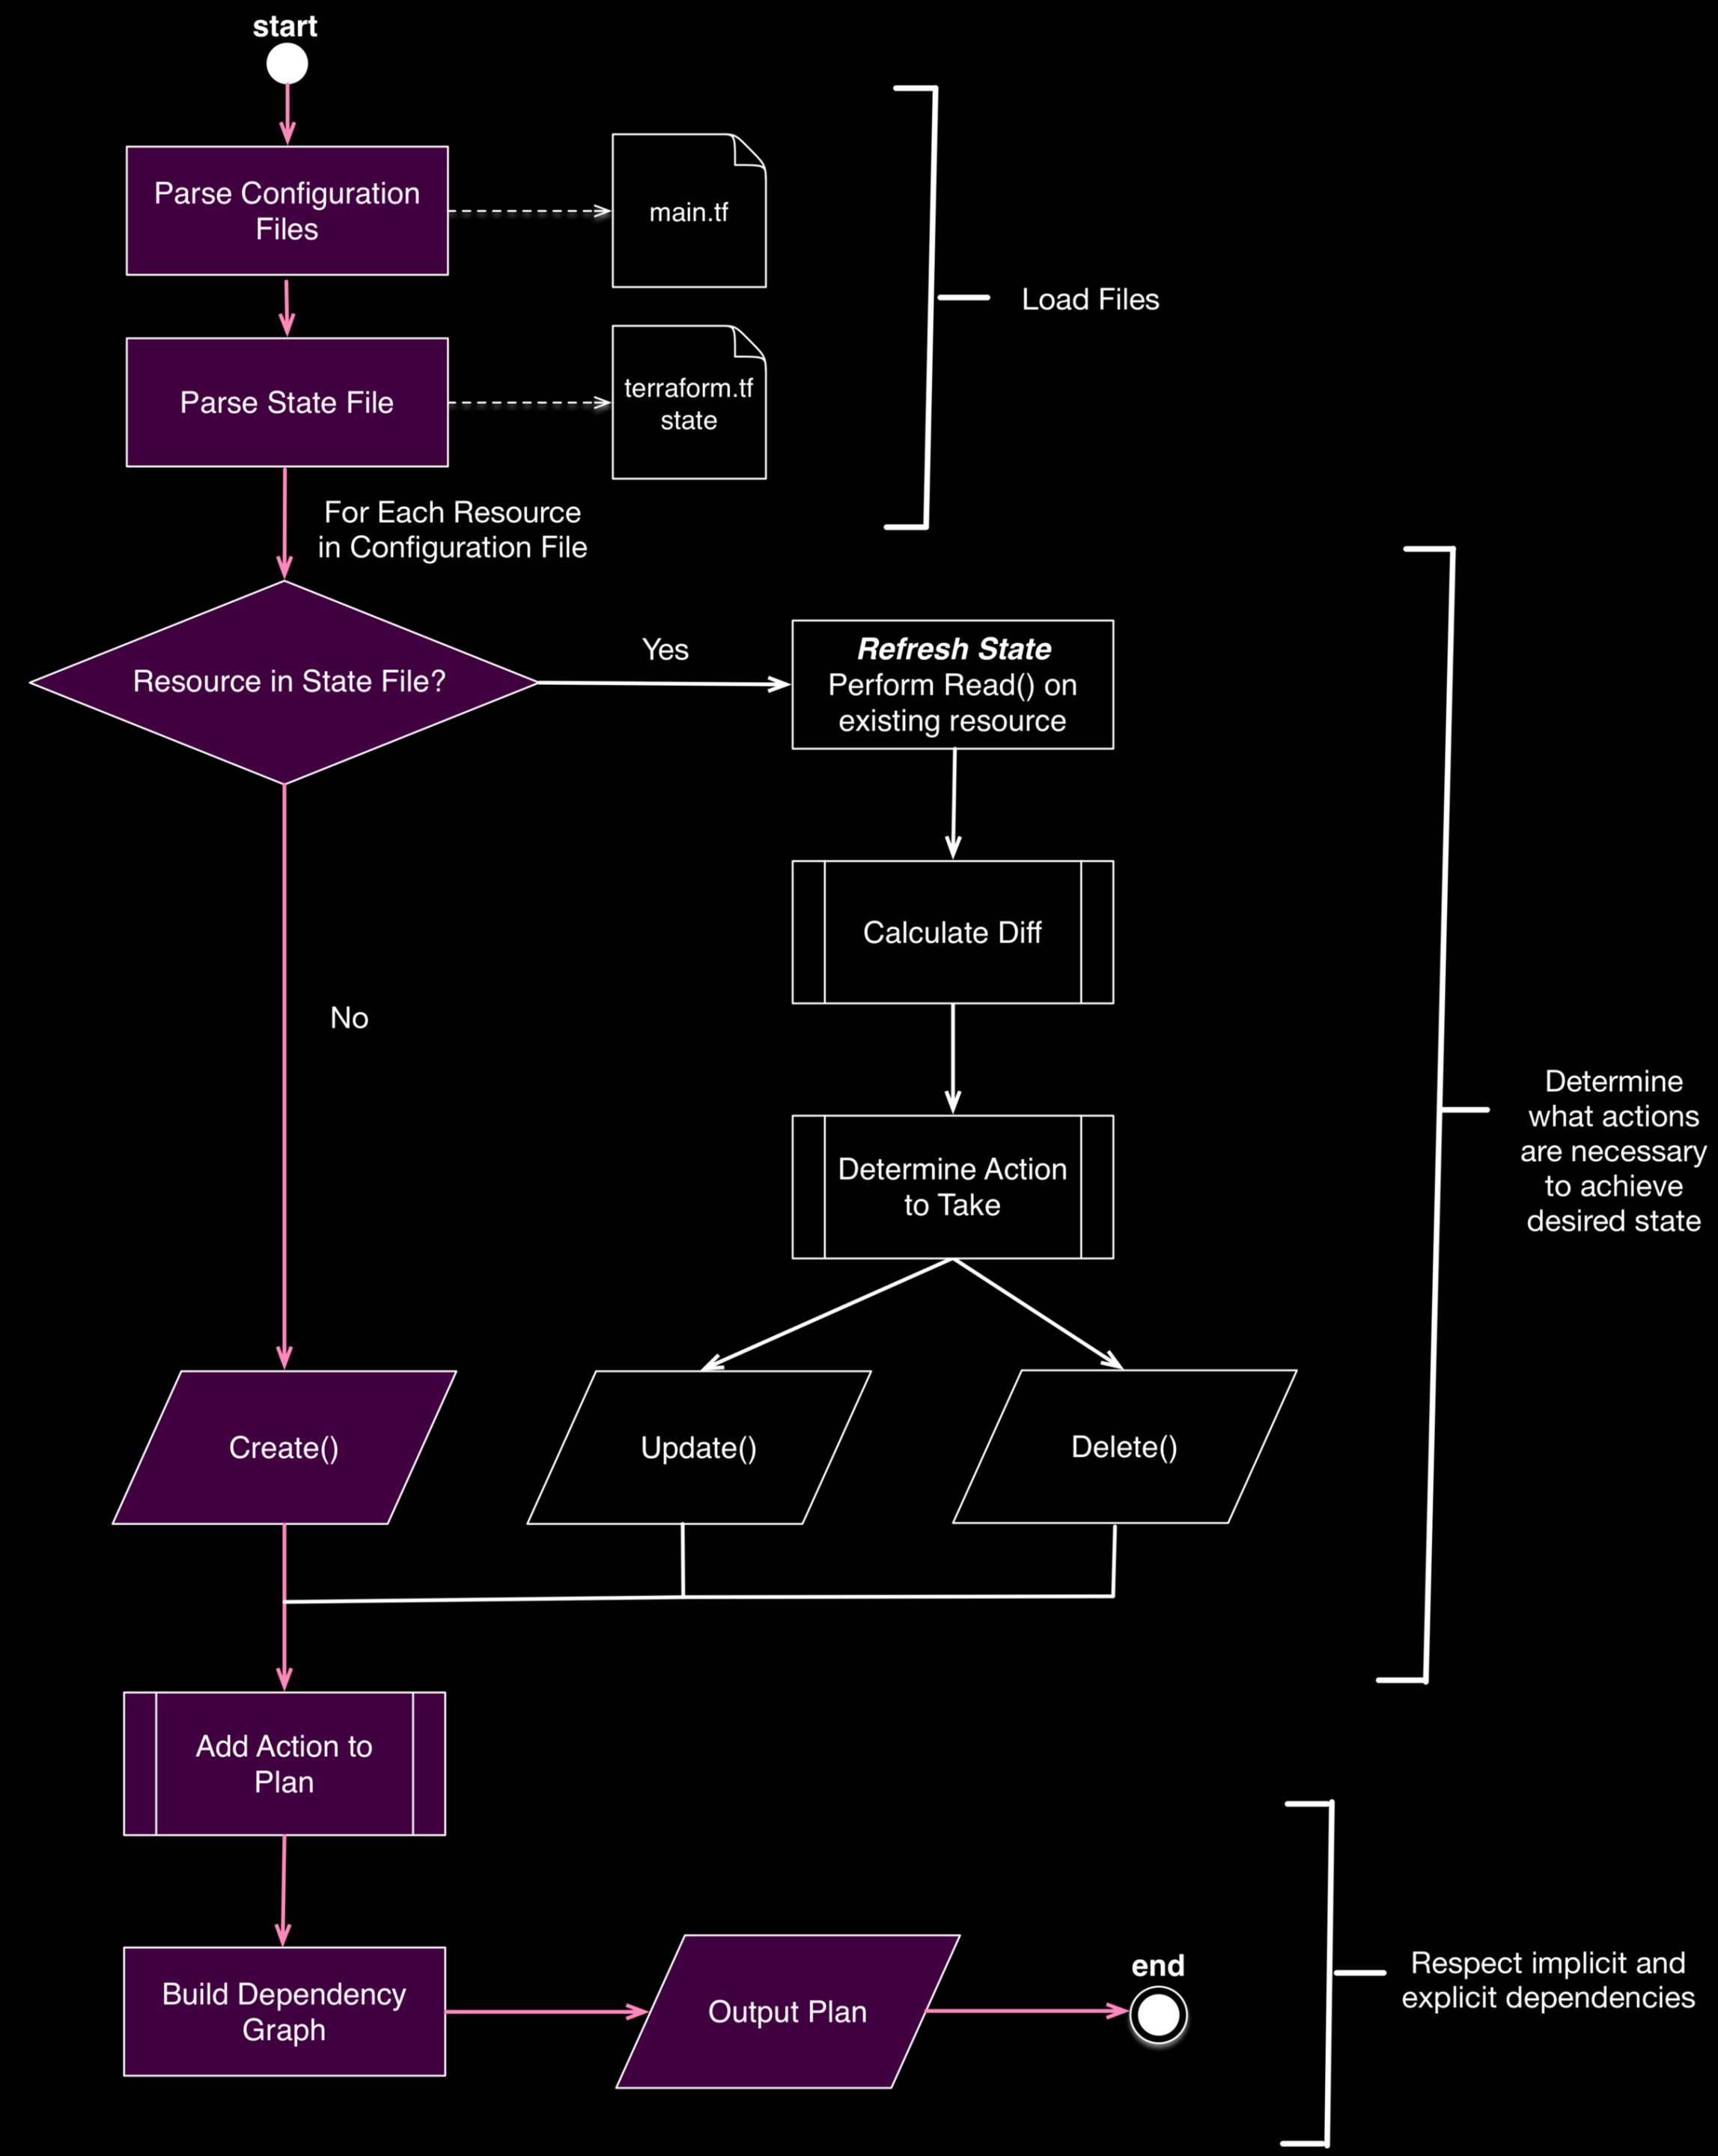 start
Parse Configuration
Files
main.tf
Load Files
Parse State File
terraform.tf
state
For Each Resource
in Configuration File
Resource in State File?
Yes
Refresh State
Perform Read() on
existing resource
Calculate Diff
No
Determine
what actions
are necessary
to achieve
desired state
Determine Action
to Take
Create()
Update()
Delete()
Add Action to
Plan
Build Dependency
Graph
Output Plan
end
Respect implicit and
explicit dependencies